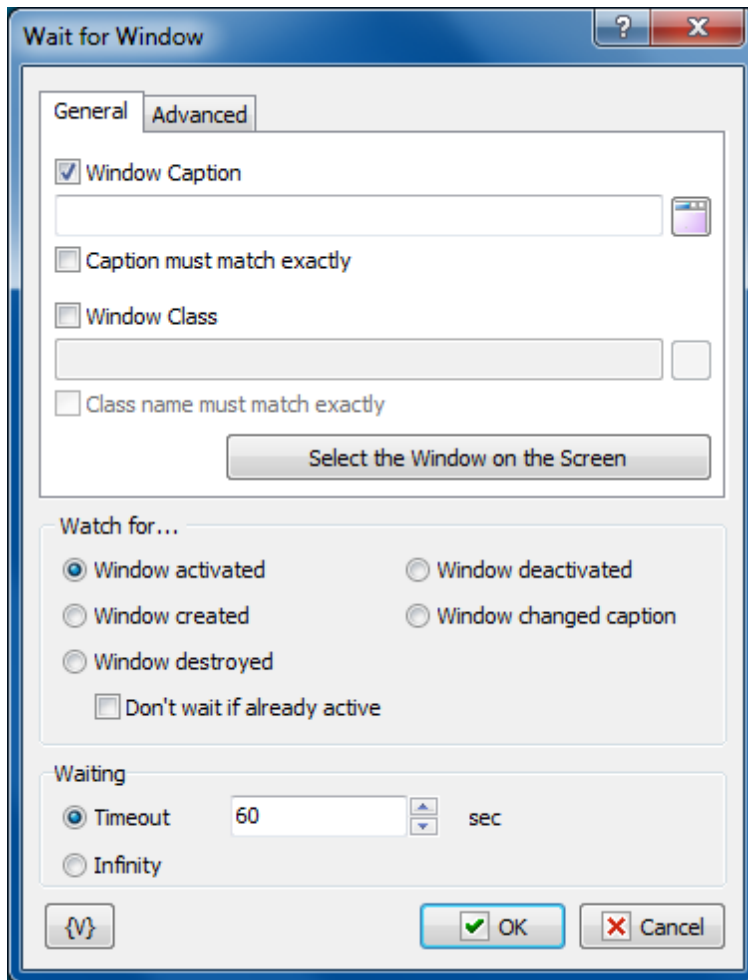 Wait for Window
?
General Advanced
Window Caption
Caption must match exactly
Window Class
Class name must match exactly
Select the Window on the Screen
Watch for...
Window activated Window deactivated
Window created Window changed caption
Window destroyed
Don't wait if already active
Waiting
Timeout 60 sec
Infinity
{V} OK Cancel